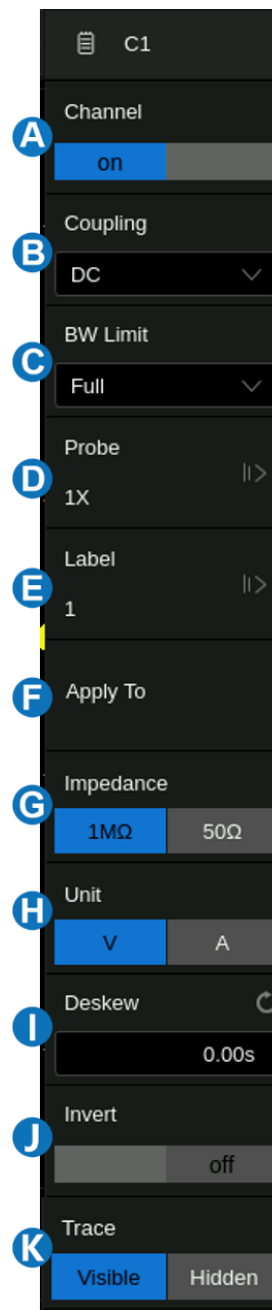 C1
Channel
A
on
Coupling
B
DC
BW Limit
C
Full
Probe
D
1X
Label
E
1
F Apply To
Impedance
G
1MΩ 50Ω
Unit
H
V A
Deskew
I
0.00s
Invert
J
off
Trace
K
Visible Hidden